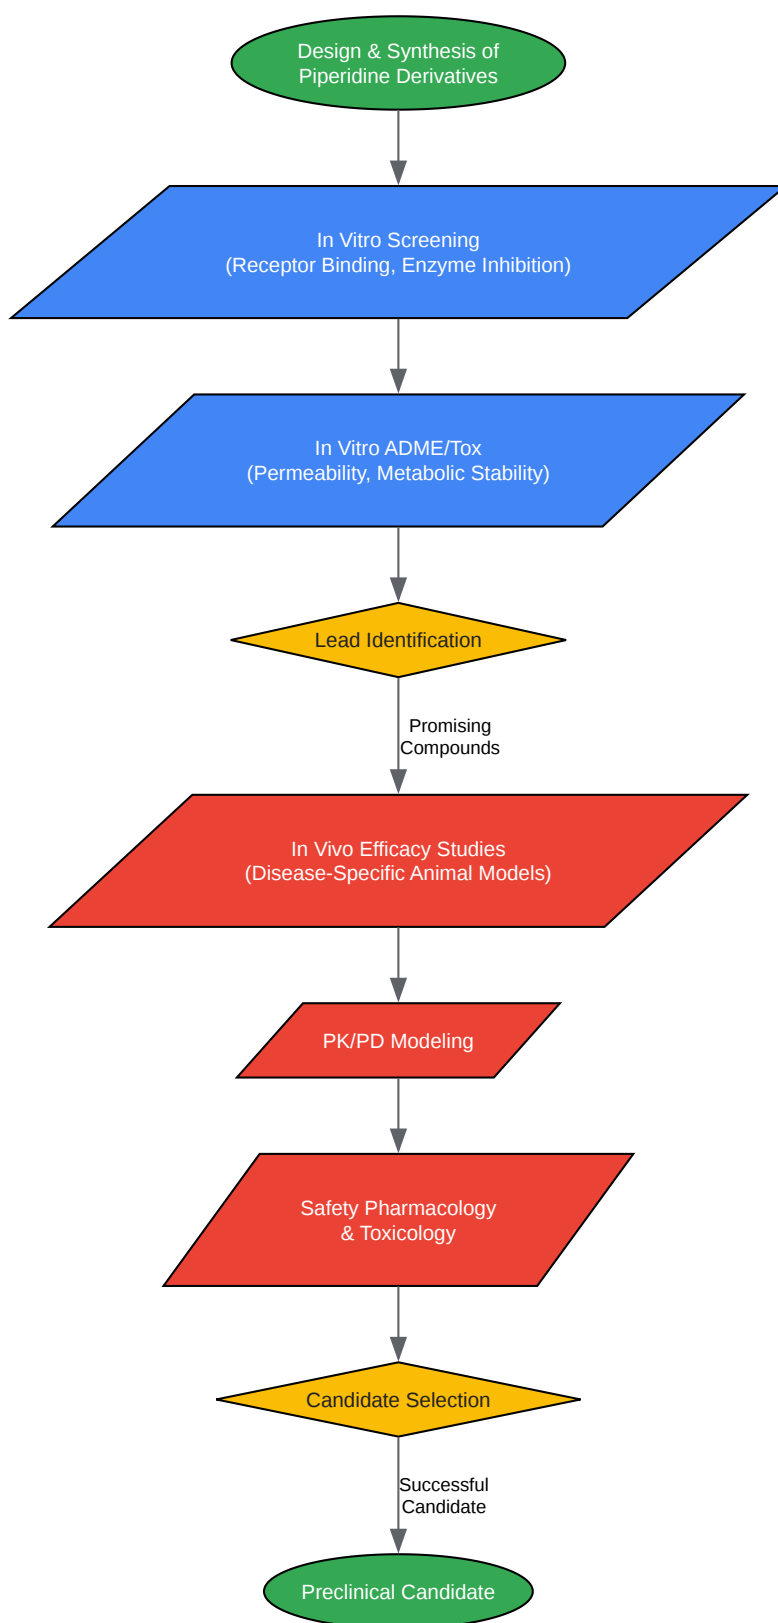 Design & Synthesis of
Piperidine Derivatives
In Vitro Screening
(Receptor Binding, Enzyme Inhibition)
In Vitro ADME/Tox
(Permeability, Metabolic Stability)
Lead Identification
Promising
Compounds
In Vivo Efficacy Studies
(Disease-Specific Animal Models)
PK/PD Modeling
Safety Pharmacology
& Toxicology
Candidate Selection
Successful
Candidate
Preclinical Candidate